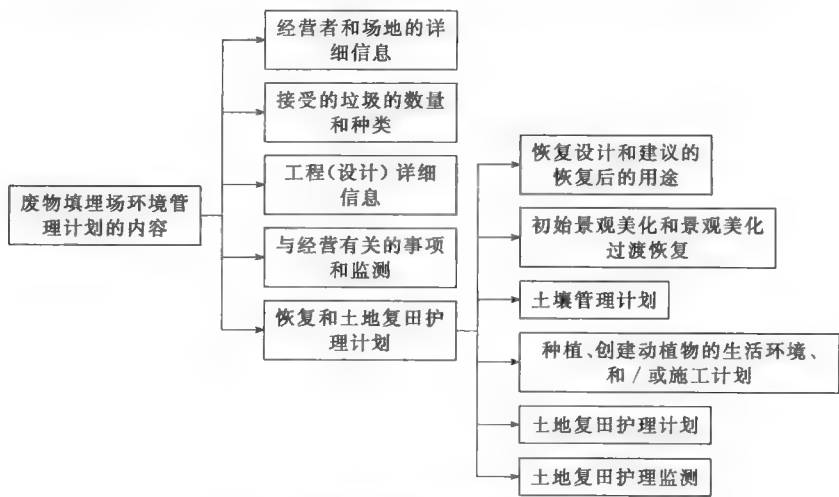 废物填埋场环境管
理计划的内容
经营者和场地的详
细信息
接受的垃圾的数量
和种类
工程(设计)详细
信息
与经营有关的事项
和监测
恢复和土地复田护
理计划
恢复设计和建议的
恢复后的用途
初始景观美化和景观美化
过渡恢复
土壤管理计划
种植、创建动植物的生活环境、
和/或施工计划
土地复田护理计划
土地复田护理监测